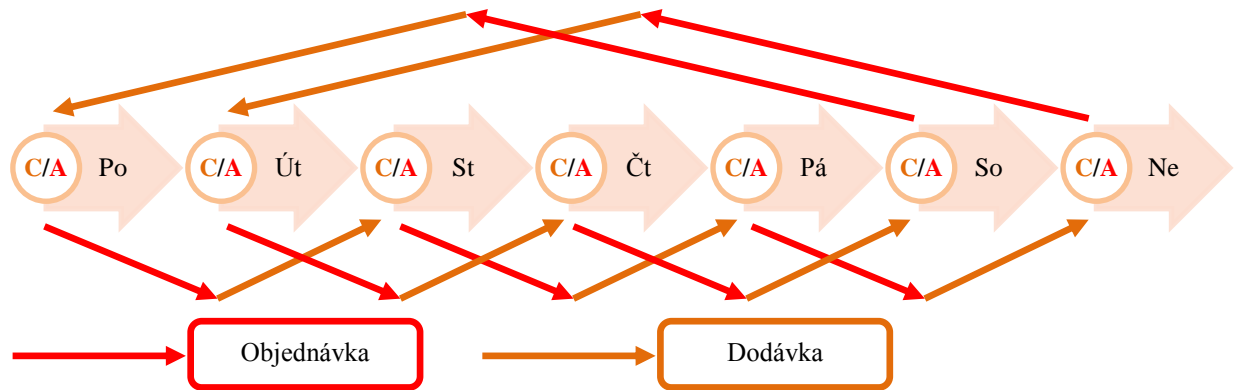 C/A Po C/A Út C/A St C/A Čt C/A Pá C/A So C/A Ne
Objednávka Dodávka